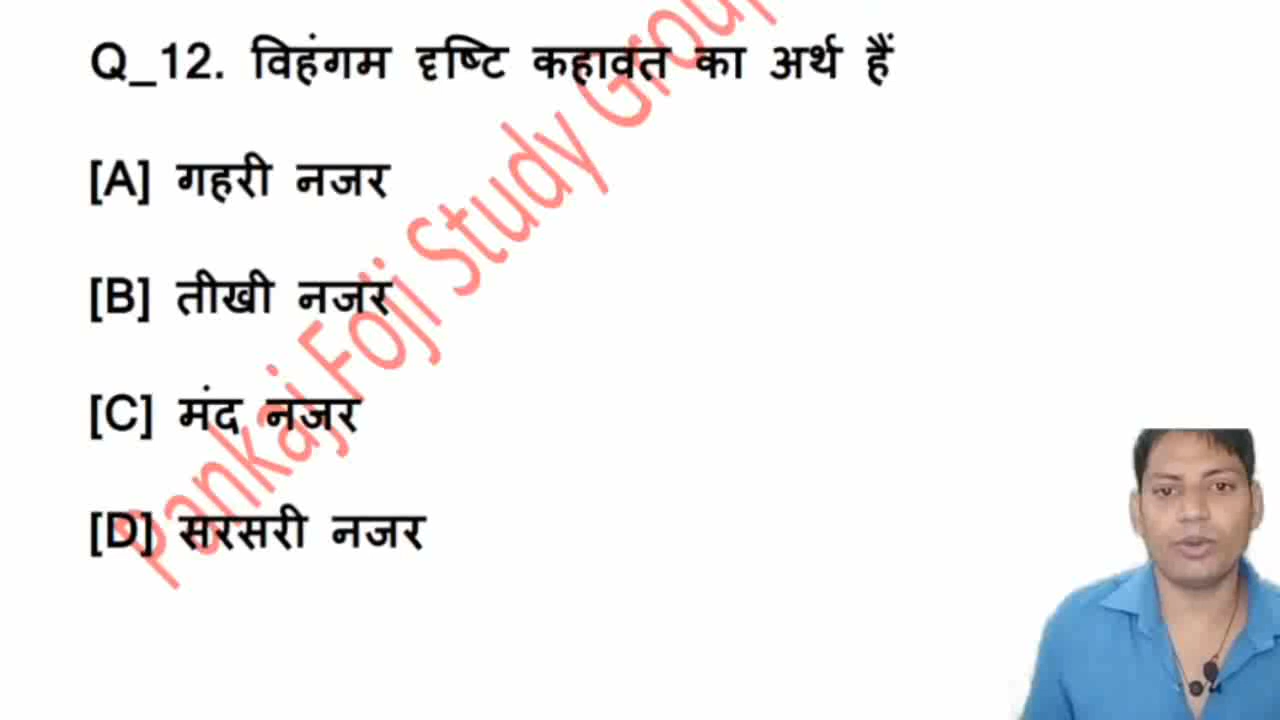 Q_12. विहंगम दृष्टि कहावत का अर्थ हैं
[A] गहरी नजर
[B] तीखी नजर
[C] मंद नजर
[D] सरसरी नजर
Pankaj Foji Study Group